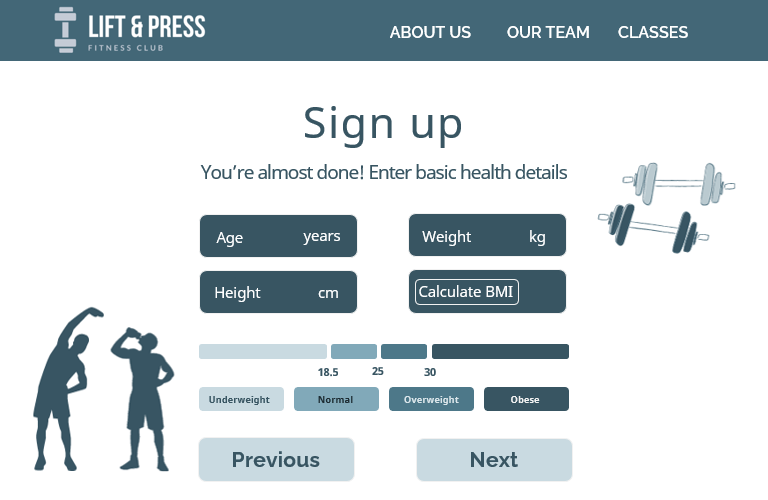 LIFT & PRESS
FITNESS CLUB
ABOUT US OUR TEAM CLASSES
Sign up
You're almost done! Enter basic health details
Age years
Weight kg
Height cm
Calculate BMI
18.5 25 30
Underweight Normal Overweight Obese
Previous Next